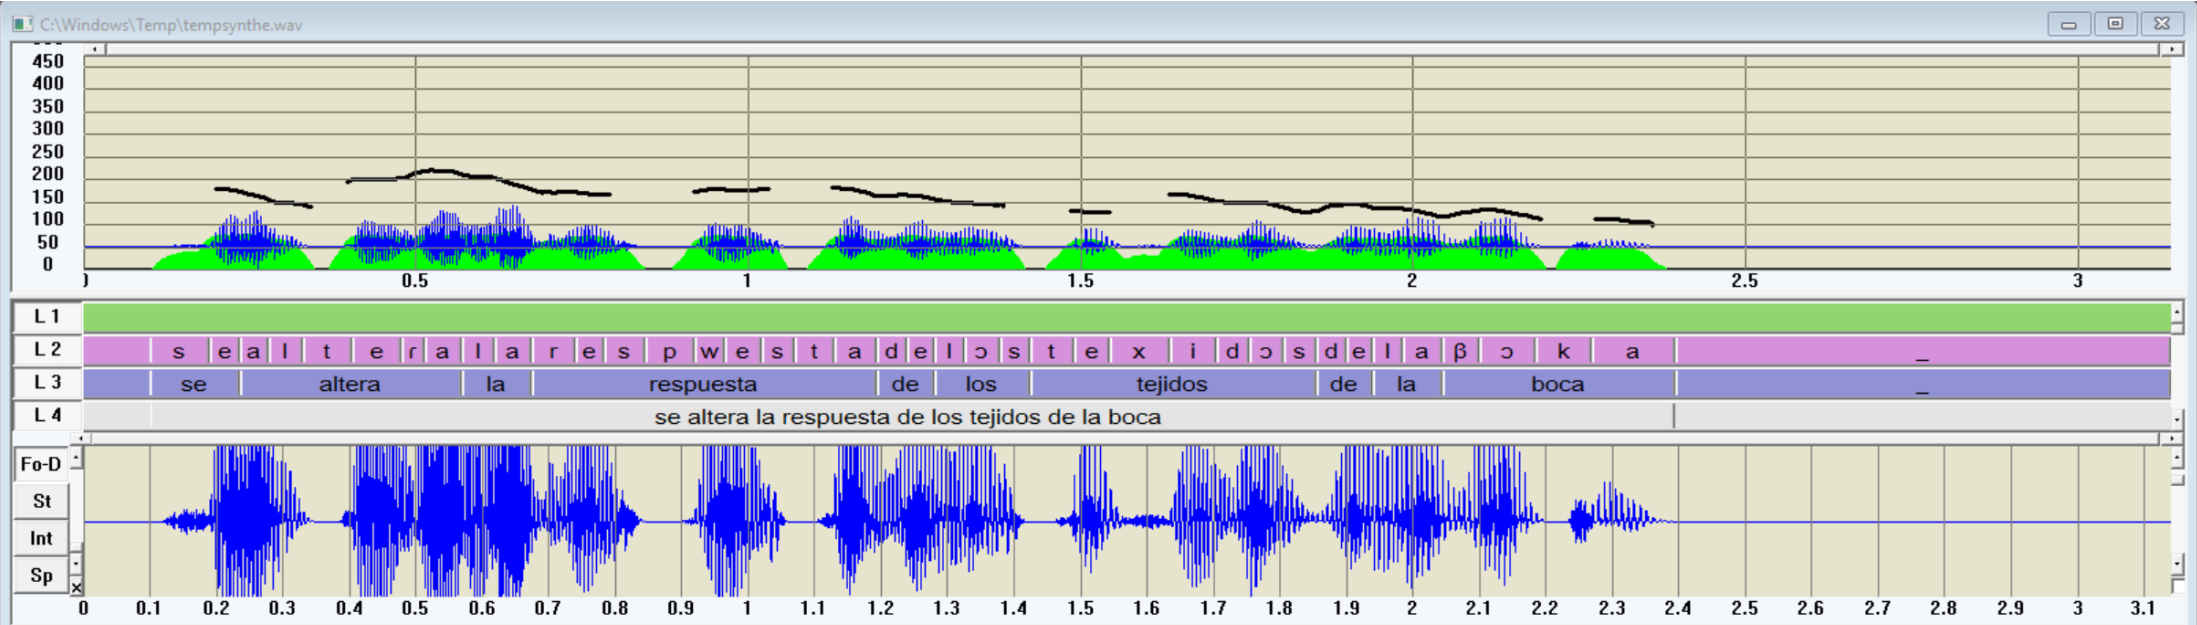 C:\Windows\Temp\tempsynthe.wav
450
400
350
300
250
200
150
100
50
0
0.5 1 1.5 2 2.5 3
L 1
L 2 s e a l t e ɾ a l a r e s p w e s t a d e l ɔ s t e x i d ɔ s d e l a β ɔ k a _
L 3 se altera la respuesta de los tejidos de la boca _
L 4 se altera la respuesta de los tejidos de la boca
Fo-D
St
Int
Sp
0 0.1 0.2 0.3 0.4 0.5 0.6 0.7 0.8 0.9 1 1.1 1.2 1.3 1.4 1.5 1.6 1.7 1.8 1.9 2 2.1 2.2 2.3 2.4 2.5 2.6 2.7 2.8 2.9 3 3.1